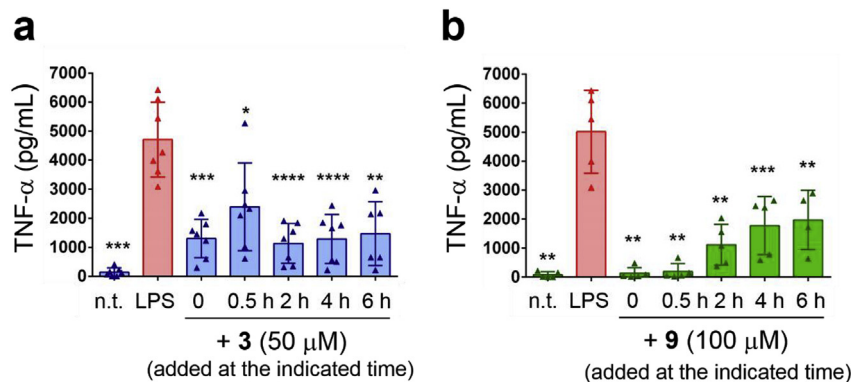 a
TNF-α (pg/mL)
7000
6000
5000
4000
3000
2000
1000
0
***
***
*
****
****
**
n.t. LPS 0 0.5 h 2 h 4 h 6 h
+ 3 (50 μM)
(added at the indicated time)
b
TNF-α (pg/mL)
7000
6000
5000
4000
3000
2000
1000
0
**
**
**
**
***
**
n.t. LPS 0 0.5 h 2 h 4 h 6 h
+ 9 (100 μM)
(added at the indicated time)